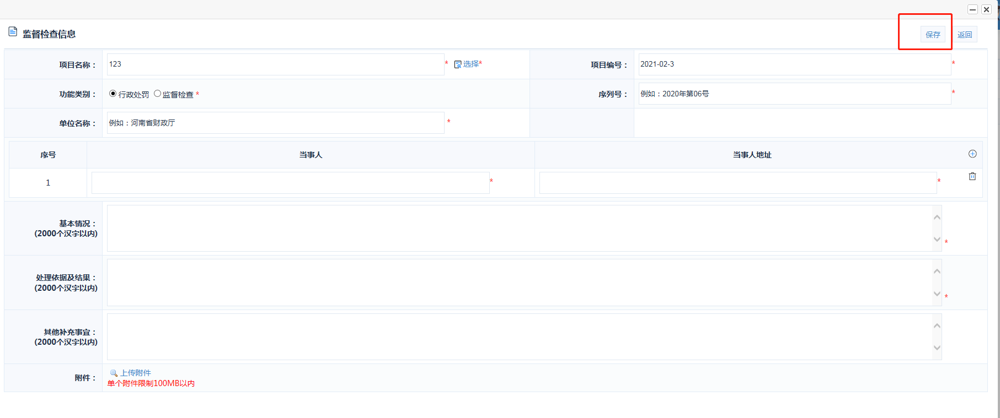 监督检查信息
保存
返回
项目名称：
123
*
选择*
项目编号：
2021-02-3
*
功能类别：
行政处罚
监督检查 *
序列号：
例如：2020年第06号
*
单位名称：
例如：河南省财政厅
*
序号
当事人
当事人地址
1
*
*
基本情况：
(2000个汉字以内)
*
处理依据及结果：
(2000个汉字以内)
*
其他补充事宜：
(2000个汉字以内)
附件：
上传附件
单个附件限制100MB以内